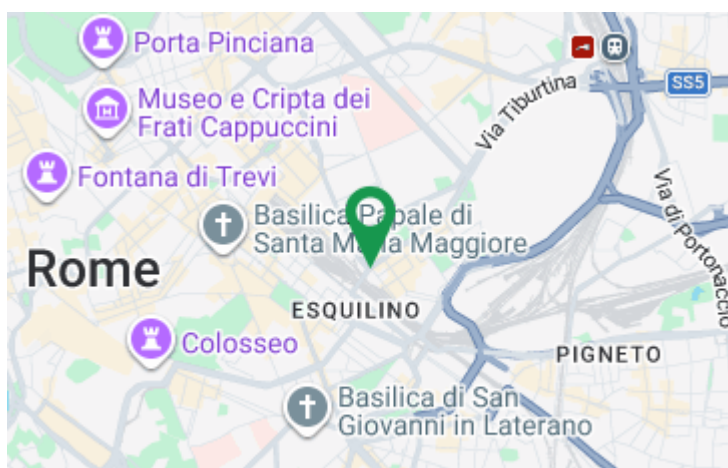 Porta Pinciana
Museo e Cripta dei
Frati Cappuccini
Via Tiburtina
SS5
Fontana di Trevi
Basilica Papale di
Santa Maria Maggiore
Via di Portonaccio
Rome
ESQUILINO
Colosseo
PIGNETO
Basilica di San
Giovanni in Laterano